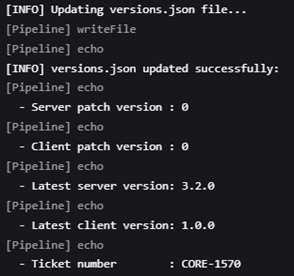 [INFO] Updating versions.json file...
[Pipeline] writeFile
[Pipeline] echo
[INFO] versions.json updated successfully:
[Pipeline] echo
  - Server patch version : 0
[Pipeline] echo
  - Client patch version : 0
[Pipeline] echo
  - Latest server version: 3.2.0
[Pipeline] echo
  - Latest client version: 1.0.0
[Pipeline] echo
  - Ticket number        : CORE-1570